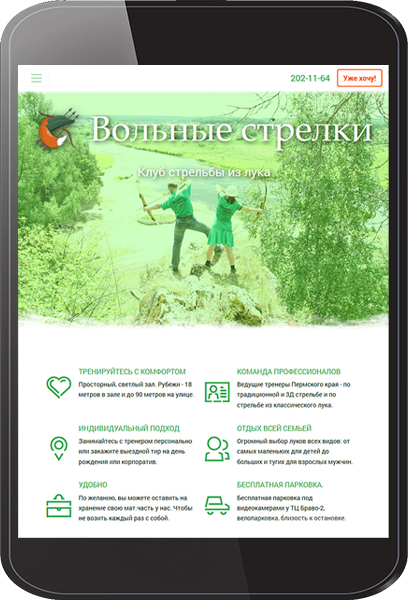 202-11-64
Уже хочу!
Вольные стрелки
Клуб стрельбы из лука
ТРЕНИРУЙТЕСЬ С КОМФОРТОМ
Просторный, светлый зал. Рубежи - 18
метров в зале и до 90 метров на улице.
КОМАНДА ПРОФЕССИОНАЛОВ
Ведущие тренеры Пермского края - по
традиционной и 3Д стрельбе и по
стрельбе из классического лука.
ИНДИВИДУАЛЬНЫЙ ПОДХОД
Занимайтесь с тренером персонально
или закажите выездной тир на день
рождения или корпоратив.
ОТДЫХ ВСЕЙ СЕМЬЕЙ
Огромный выбор луков всех видов: от
самых маленьких для детей до
больших и тугих для взрослых мужчин.
УДОБНО
По желанию, вы можете оставить на
хранение свою мат.часть у нас. Чтобы
не возить каждый раз с собой.
БЕСПЛАТНАЯ ПАРКОВКА.
Бесплатная парковка под
видеокамерами у ТЦ Браво-2,
велопарковка, близость к остановке.